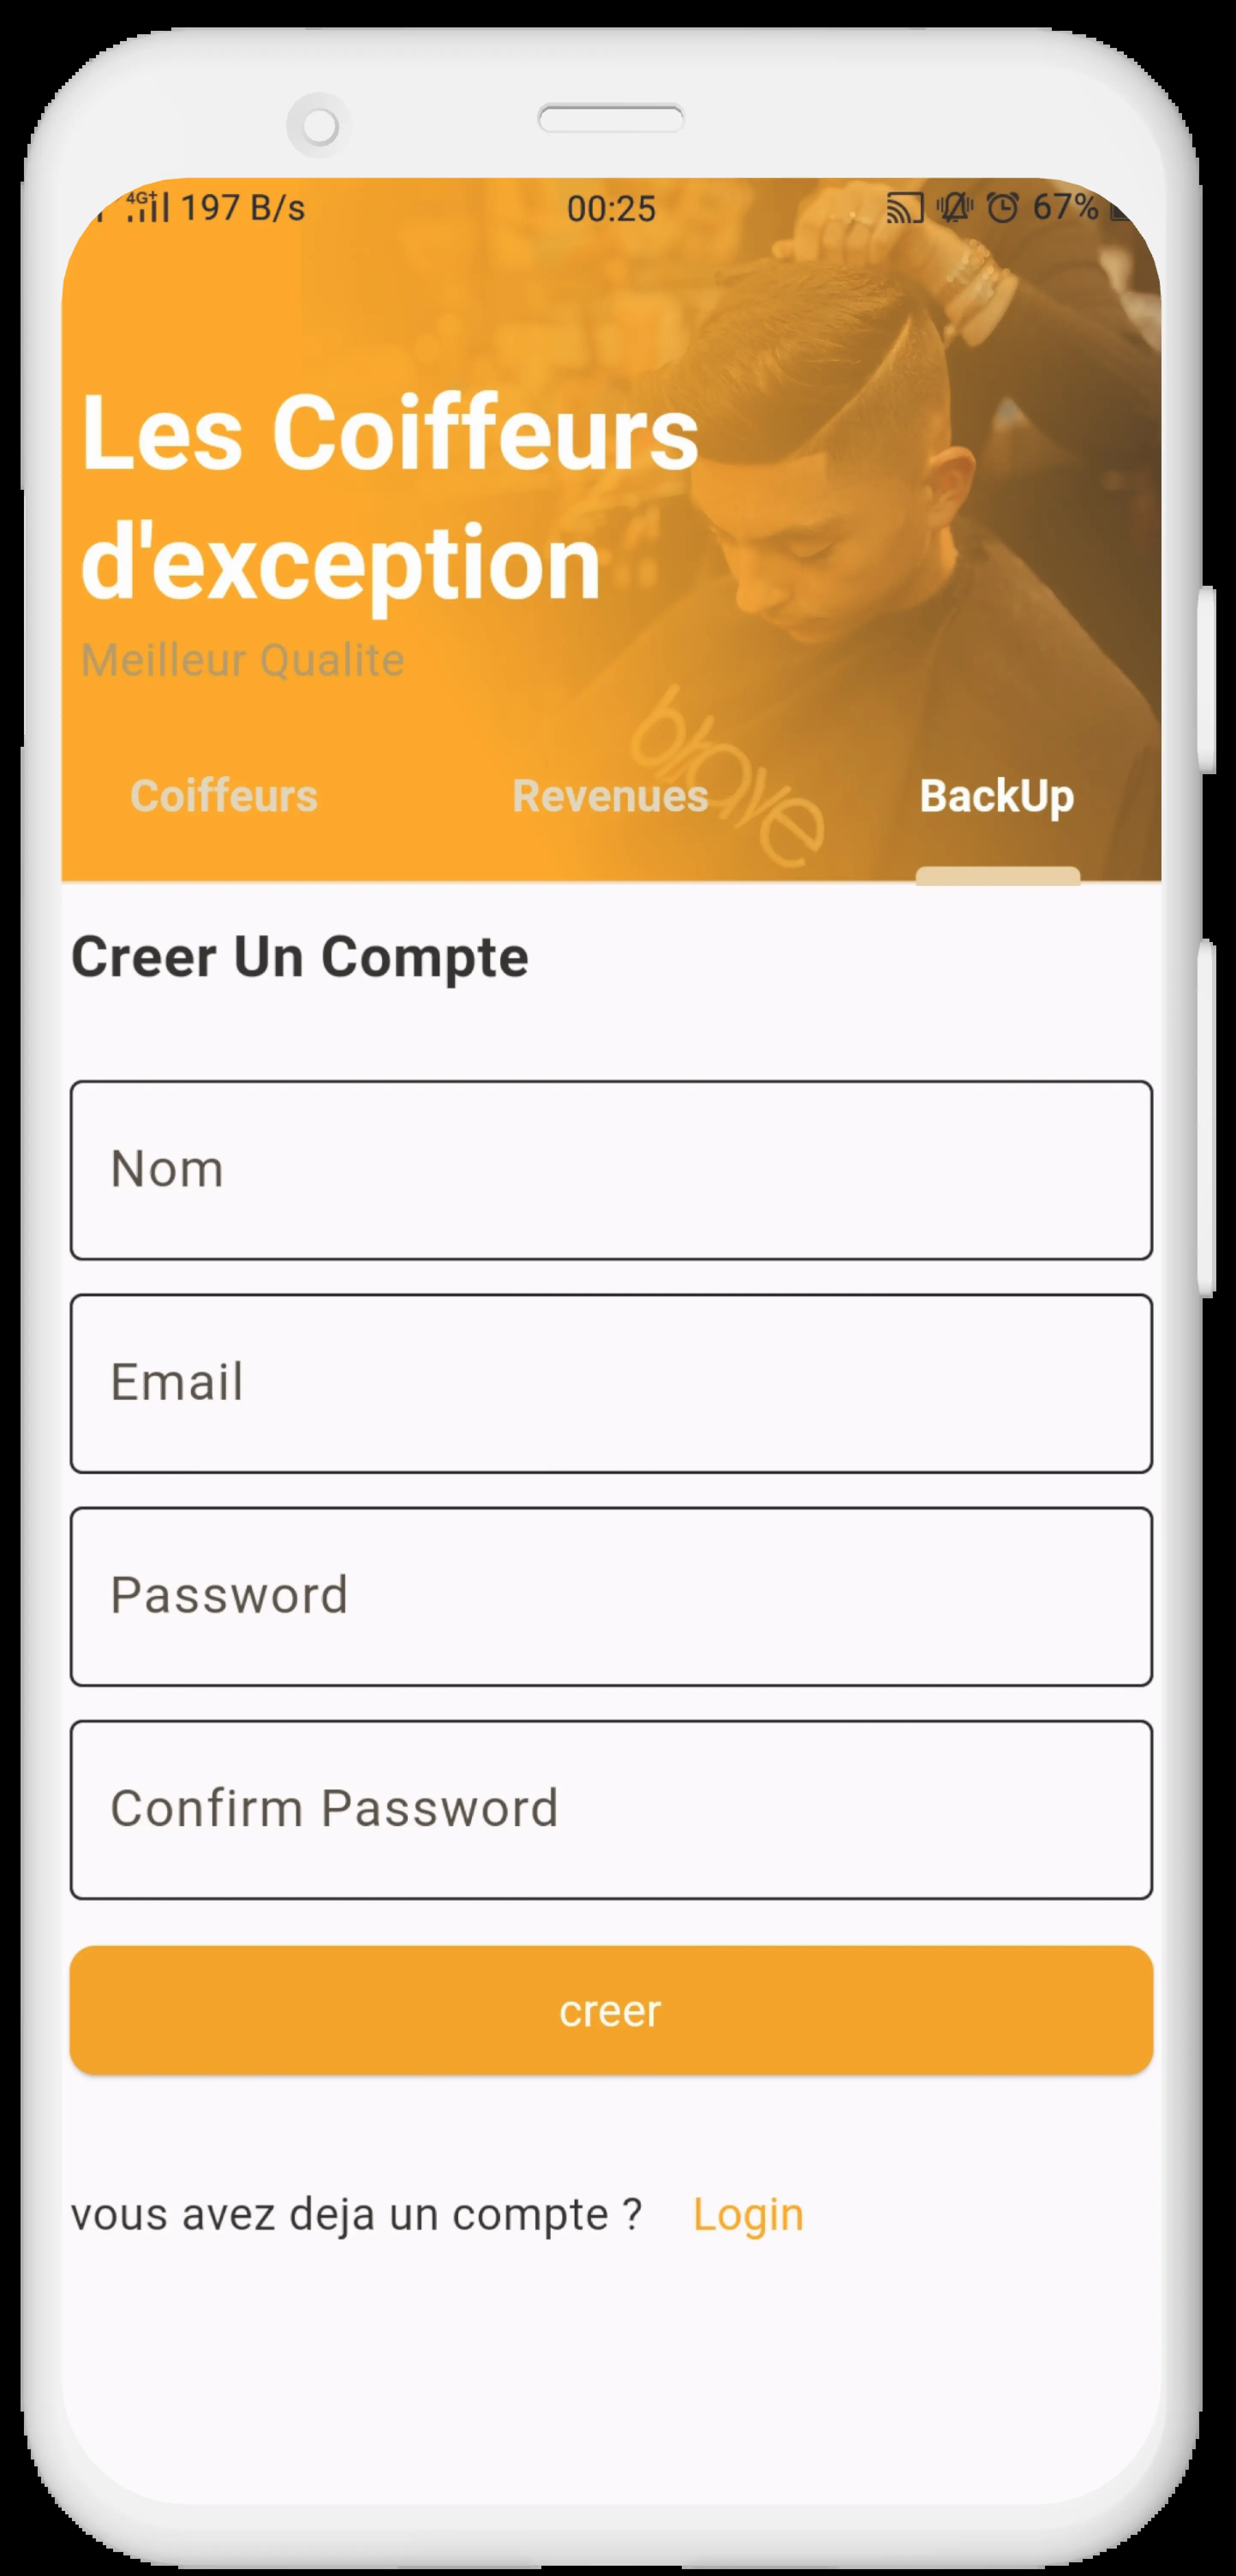 4G+ 197 B/s 00:25 67%
Les Coiffeurs
d'exception
Meilleur Qualite
brave
Coiffeurs Revenues BackUp
Creer Un Compte
Nom
Email
Password
Confirm Password
creer
vous avez deja un compte ? Login